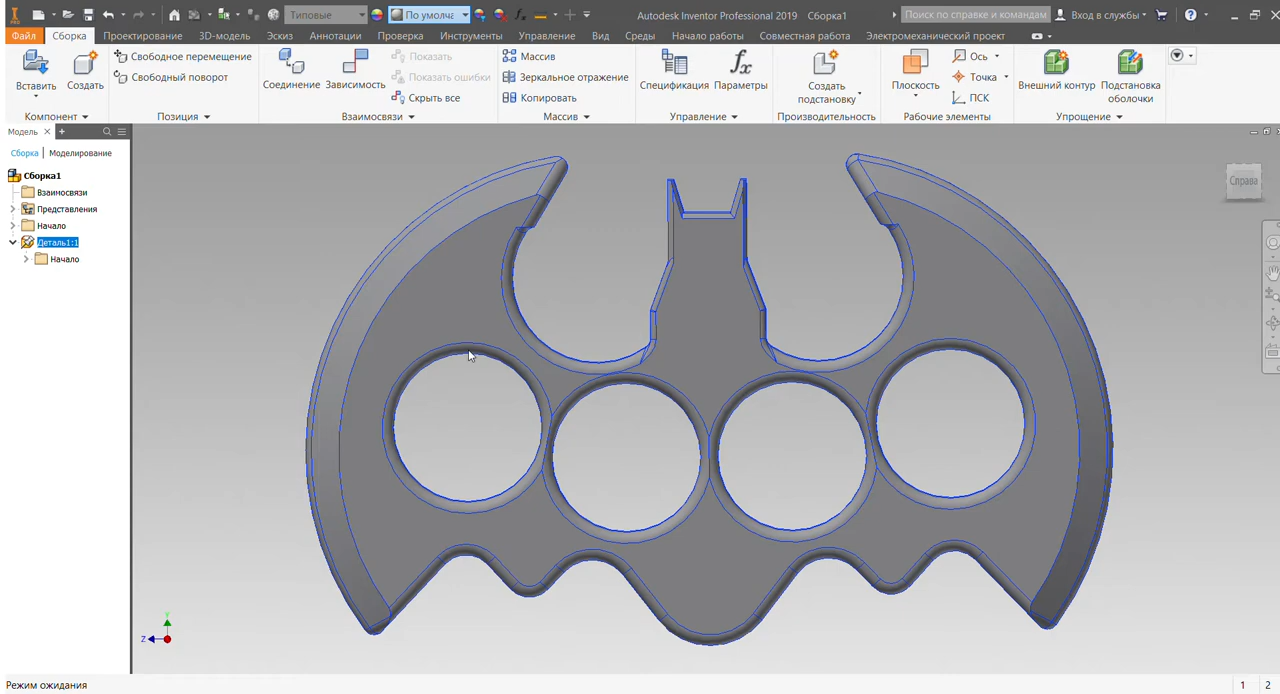 Типовые
По умолча
Autodesk Inventor Professional 2019 Сборка1
Поиск по справке и командам
Вход в службы
Файл Сборка Проектирование 3D-модель Эскиз Аннотации Проверка Инструменты Управление Вид Среды Начало работы Совместная работа Электромеханический проект
Вставить
Создать
Свободное перемещение
Свободный поворот
Компонент
Позиция
Соединение
Зависимость
Показать
Показать ошибки
Скрыть все
Взаимосвязи
Массив
Зеркальное отражение
Копировать
Массив
Спецификация
fx
Параметры
Управление
Создать
подстановку
Производительность
Плоскость
Ось
Точка
ПСК
Рабочие элементы
Внешний контур
Подстановка
оболочки
Упрощение
Модель
Сборка | Моделирование
Сборка1
Взаимосвязи
Представления
Начало
Деталь1:1
Начало
Справа
Y
Z
Режим ожидания
1 2